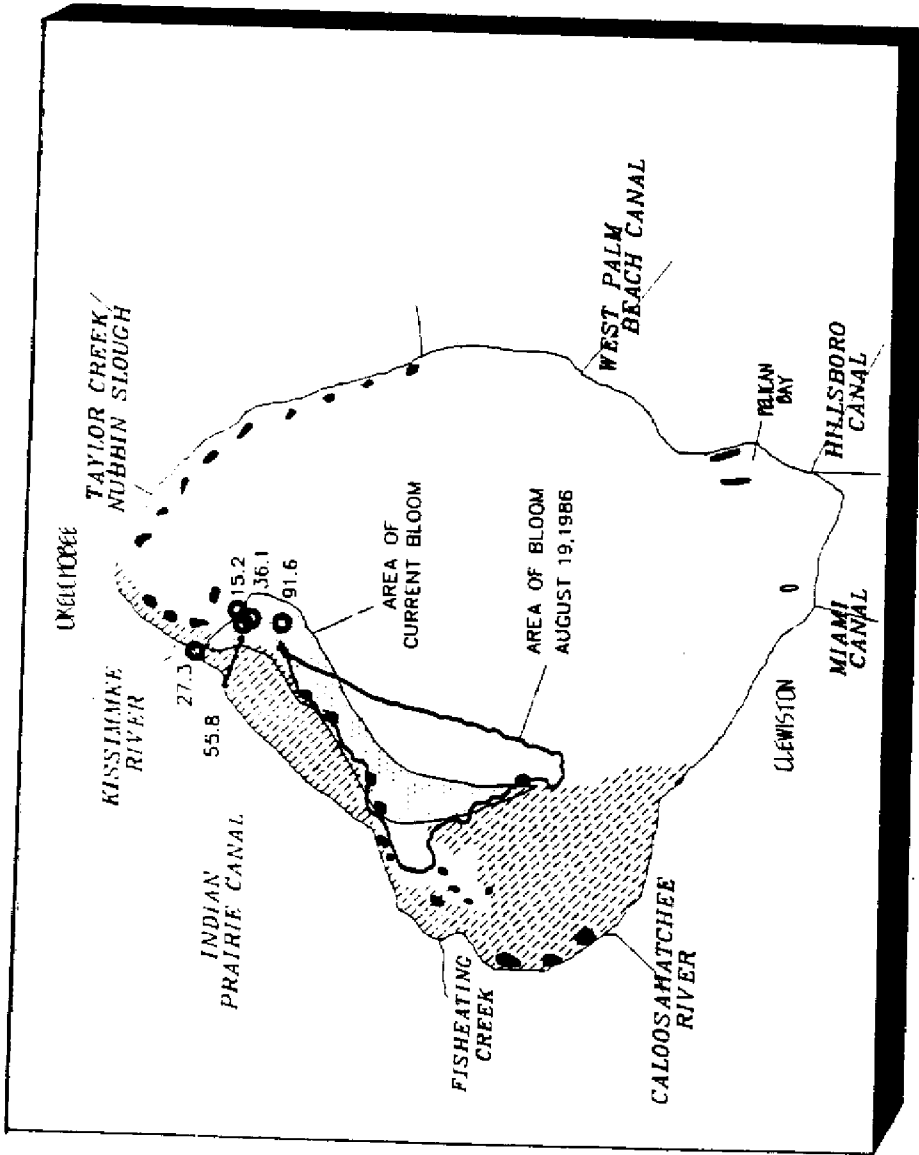 OKEECHOBEE
TAYLOR CREEK
NUBBIN SLOUGH
KISSIMMEE
RIVER
27.3
55.8
15.2
36.1
91.6
INDIAN
PRAIRIE CANAL
AREA OF
CURRENT BLOOM
AREA OF BLOOM
AUGUST 19,1986
WEST PALM
BEACH CANAL
FISHEATING
CREEK
PELICAN
BAY
CALOOSAHATCHEE
RIVER
CLEWISTON
MIAMI
CANAL
HILLSBORO
CANAL